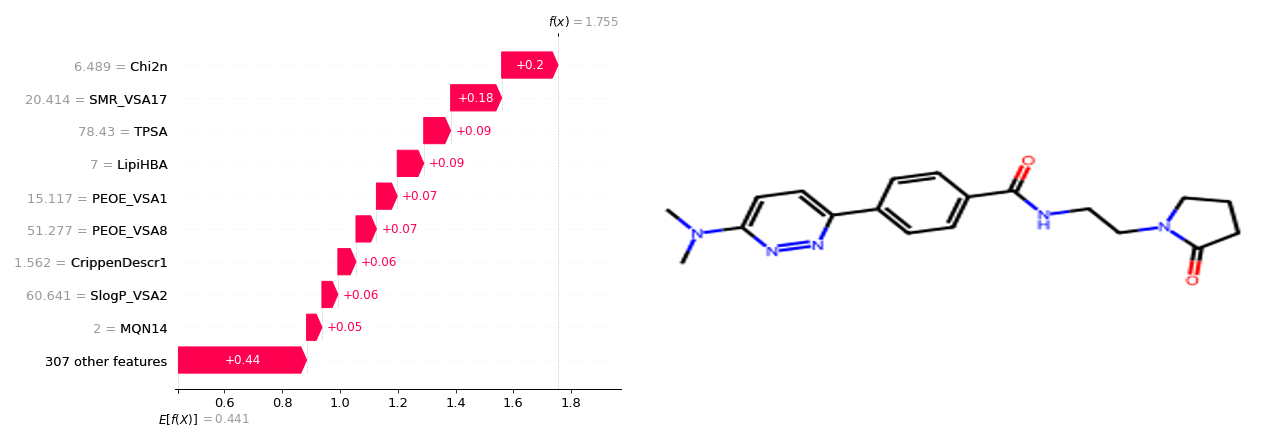 f(x) = 1.755
6.489 = Chi2n
+0.2
20.414 = SMR_VSA17
+0.18
78.43 = TPSA
+0.09
7 = LipiHBA
+0.09
15.117 = PEOE_VSA1
+0.07
51.277 = PEOE_VSA8
+0.07
1.562 = CrippenDescr1
+0.06
60.641 = SlogP_VSA2
+0.06
2 = MQN14
+0.05
307 other features
+0.44
0.6 0.8 1.0 1.2 1.4 1.6 1.8
E[f(X)] = 0.441
O
N
H
N
N
N
N
O